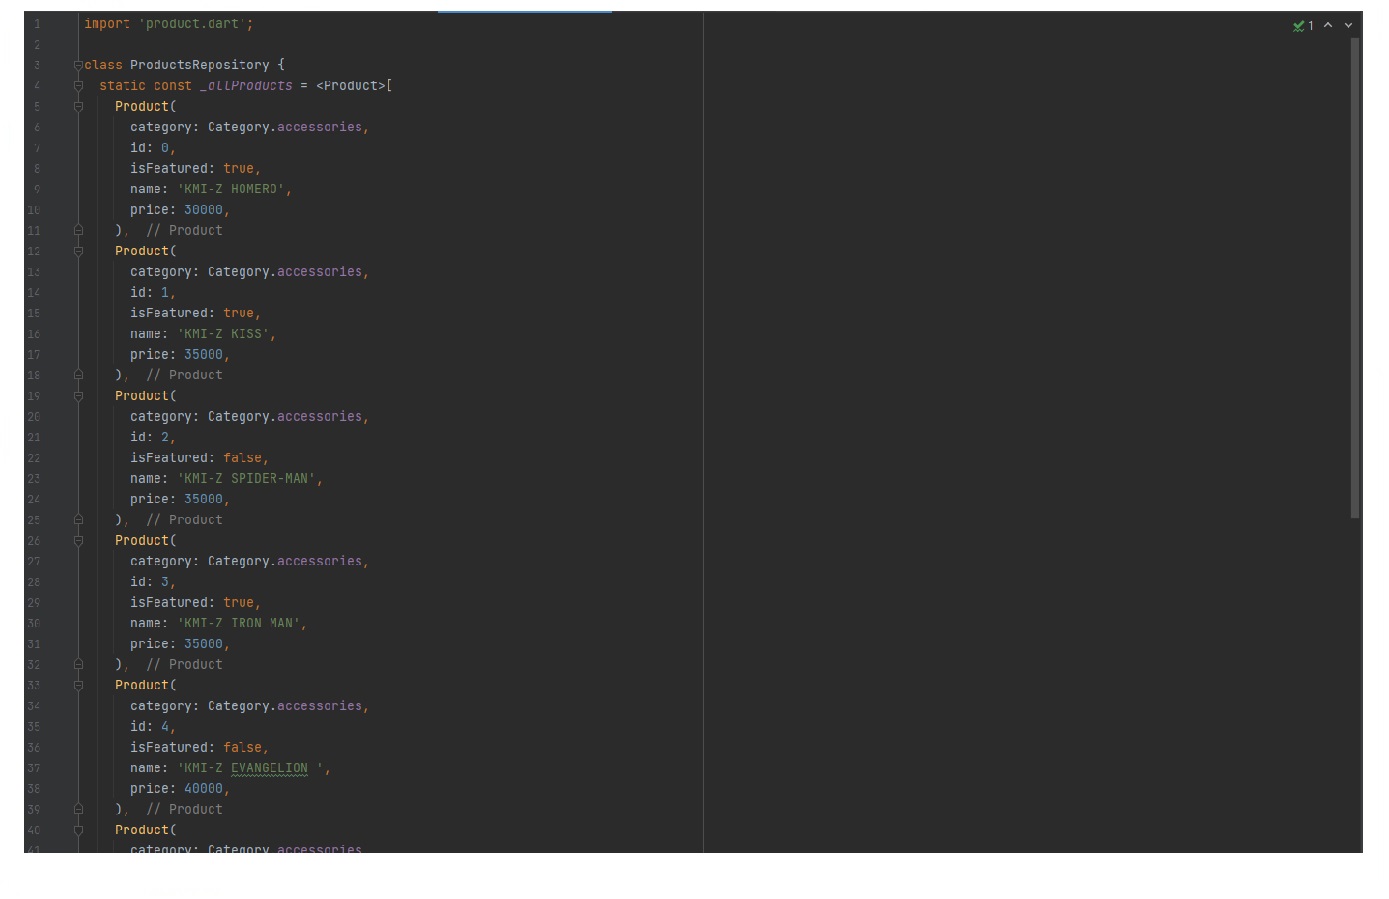 1 import 'product.dart';
2
3 class ProductsRepository {
4 static const _allProducts = <Product>[
5 Product(
6 category: Category.accessories,
7 id: 0,
8 isFeatured: true,
9 name: 'KMI-Z HOMERO',
10 price: 30000,
11 ), // Product
12 Product(
13 category: Category.accessories,
14 id: 1,
15 isFeatured: true,
16 name: 'KMI-Z KISS',
17 price: 35000,
18 ), // Product
19 Product(
20 category: Category.accessories,
21 id: 2,
22 isFeatured: false,
23 name: 'KMI-Z SPIDER-MAN',
24 price: 35000,
25 ), // Product
26 Product(
27 category: Category.accessories,
28 id: 3,
29 isFeatured: true,
30 name: 'KMI-Z IRON MAN',
31 price: 35000,
32 ), // Product
33 Product(
34 category: Category.accessories,
35 id: 4,
36 isFeatured: false,
37 name: 'KMI-Z EVANGELION ',
38 price: 40000,
39 ), // Product
40 Product(
41 category: Category.accessories,
1